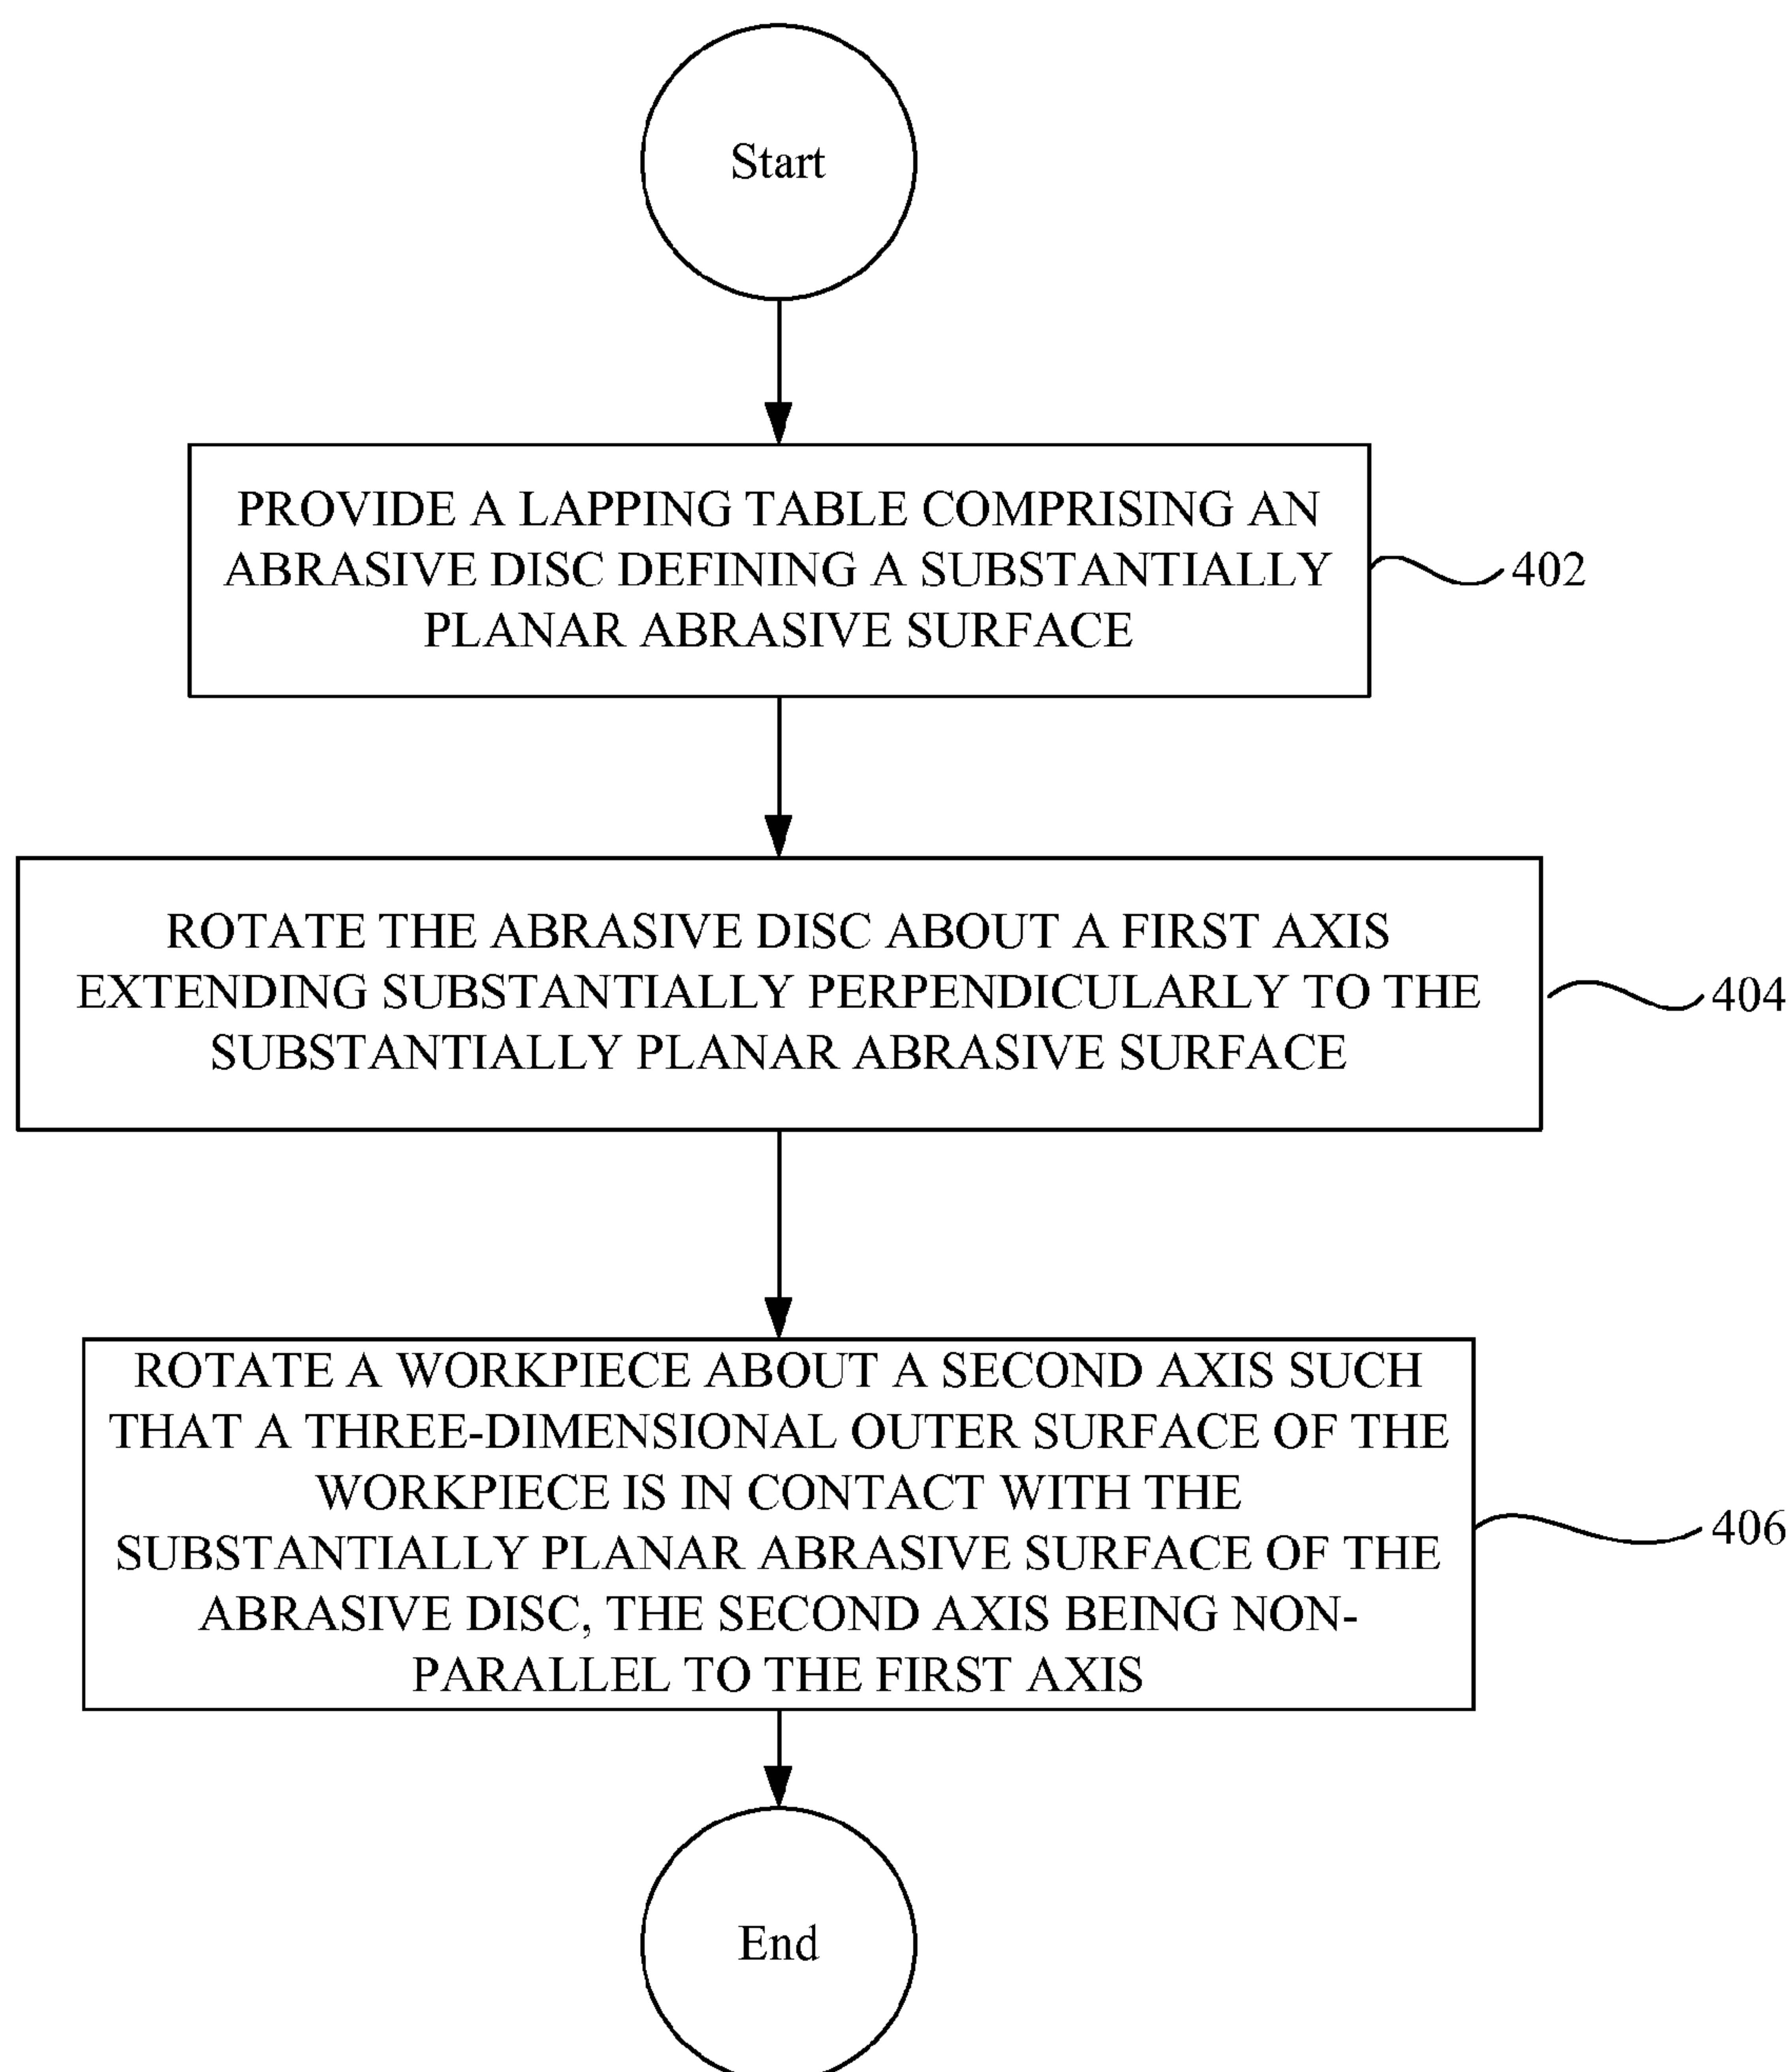 Start
PROVIDE A LAPPING TABLE COMPRISING AN
ABRASIVE DISC DEFINING A SUBSTANTIALLY
PLANAR ABRASIVE SURFACE
402
ROTATE THE ABRASIVE DISC ABOUT A FIRST AXIS
EXTENDING SUBSTANTIALLY PERPENDICULARLY TO THE
SUBSTANTIALLY PLANAR ABRASIVE SURFACE
404
ROTATE A WORKPIECE ABOUT A SECOND AXIS SUCH
THAT A THREE-DIMENSIONAL OUTER SURFACE OF THE
WORKPIECE IS IN CONTACT WITH THE
SUBSTANTIALLY PLANAR ABRASIVE SURFACE OF THE
ABRASIVE DISC, THE SECOND AXIS BEING NON-
PARALLEL TO THE FIRST AXIS
406
End